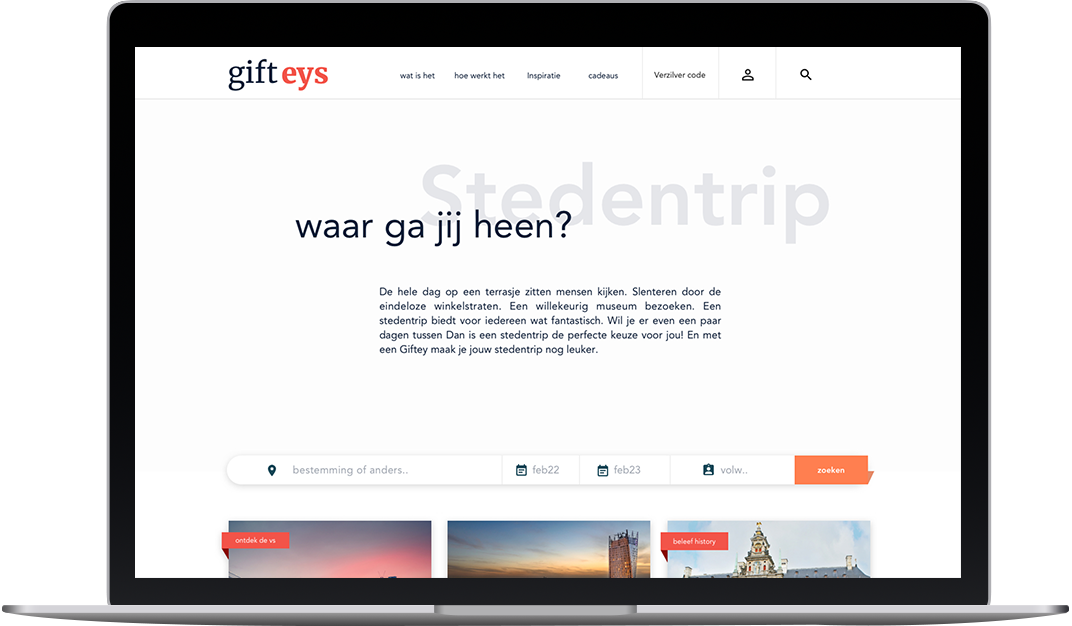 gifteys
wat is het
hoe werkt het
Inspiratie
cadeaus
Verzilver code
Stedentrip
waar ga jij heen?
De hele dag op een terrasje zitten mensen kijken. Slenteren door de
eindeloze winkelstraten. Een willekeurig museum bezoeken. Een
stedentrip biedt voor iedereen wat fantastisch. Wil je er even een paar
dagen tussen Dan is een stedentrip de perfecte keuze voor jou! En met
een Giftey maak je jouw stedentrip nog leuker.
bestemming of anders..
feb22
feb23
volw..
zoeken
ontdek de vs
beleef history